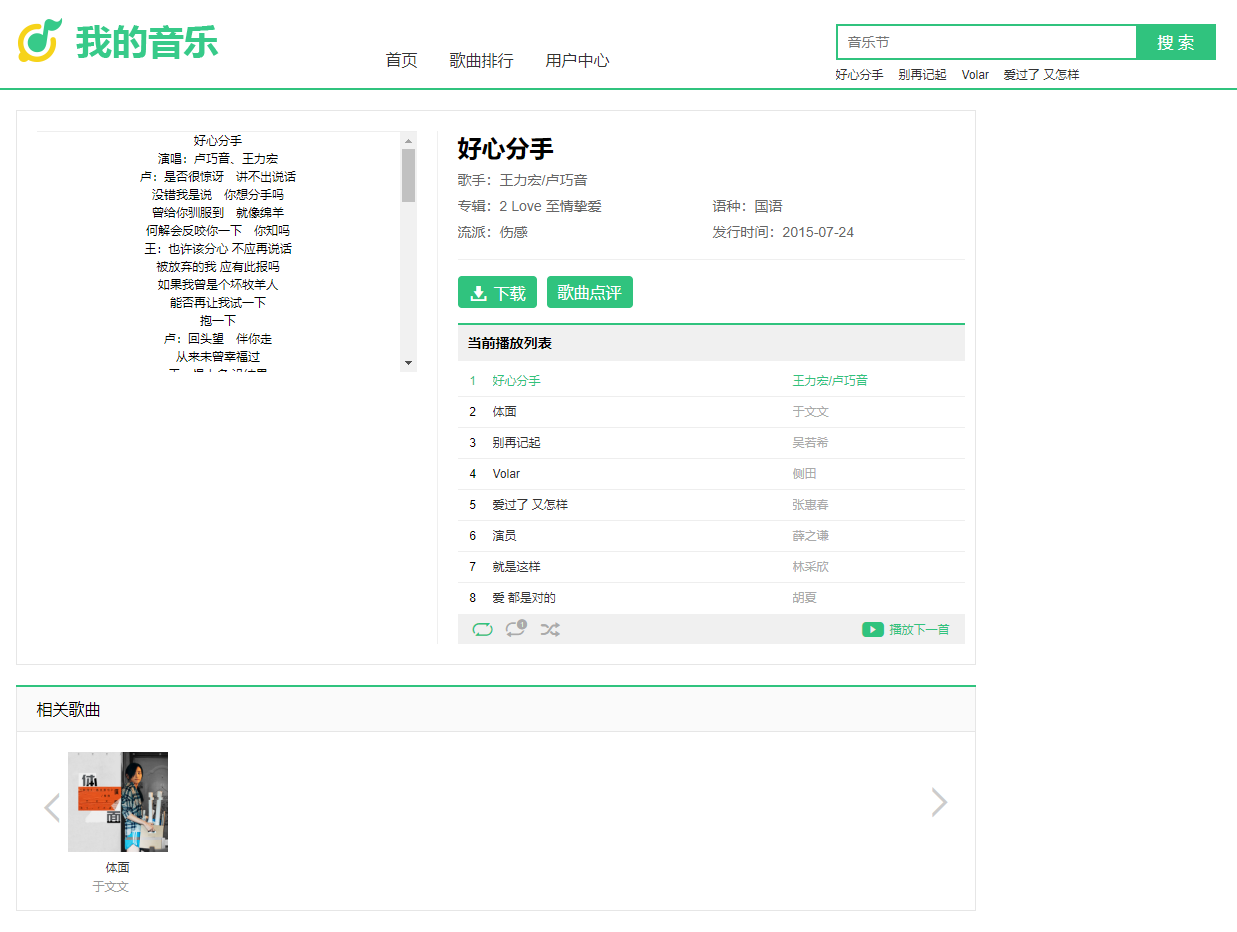 我的音乐
首页 歌曲排行 用户中心
音乐节 搜 索
好心分手 别再记起 Volar 爱过了 又怎样
好心分手
演唱：卢巧音、王力宏
卢：是否很惊讶 讲不出说话
没错我是说 你想分手吗
曾给你驯服到 就像绵羊
何解会反咬你一下 你知吗
王：也许该分心 不应再说话
被放弃的我 应有此报吗
如果我曾是个坏牧羊人
能否再让我试一下
抱一下
卢：回头望 伴你走
从来未曾幸福过
好心分手
歌手：王力宏/卢巧音
专辑：2 Love 至情挚爱 语种：国语
流派：伤感 发行时间：2015-07-24
下载 歌曲点评
当前播放列表
1 好心分手 王力宏/卢巧音
2 体面 于文文
3 别再记起 吴若希
4 Volar 侧田
5 爱过了 又怎样 张惠春
6 演员 薛之谦
7 就是这样 林采欣
8 爱 都是对的 胡夏
播放下一首
相关歌曲
体
面
体面
于文文